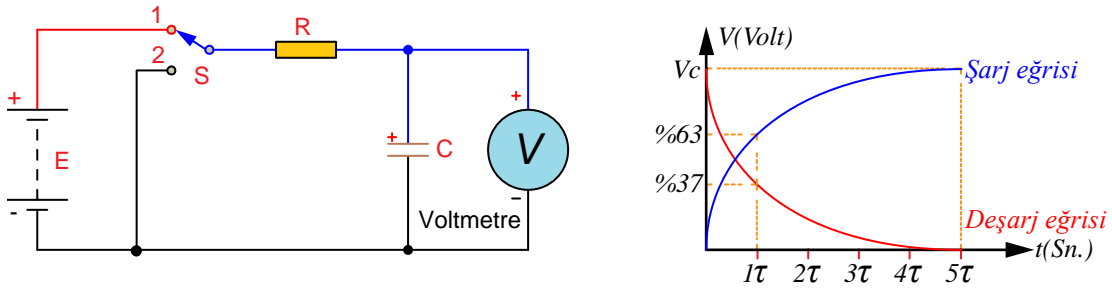 1
2
S
R
+
E
-
+
C
+
V
-
Voltmetre
V(Volt)
Vc
Şarj eğrisi
%63
%37
Deşarj eğrisi
t(Sn.)
1τ
2τ
3τ
4τ
5τ